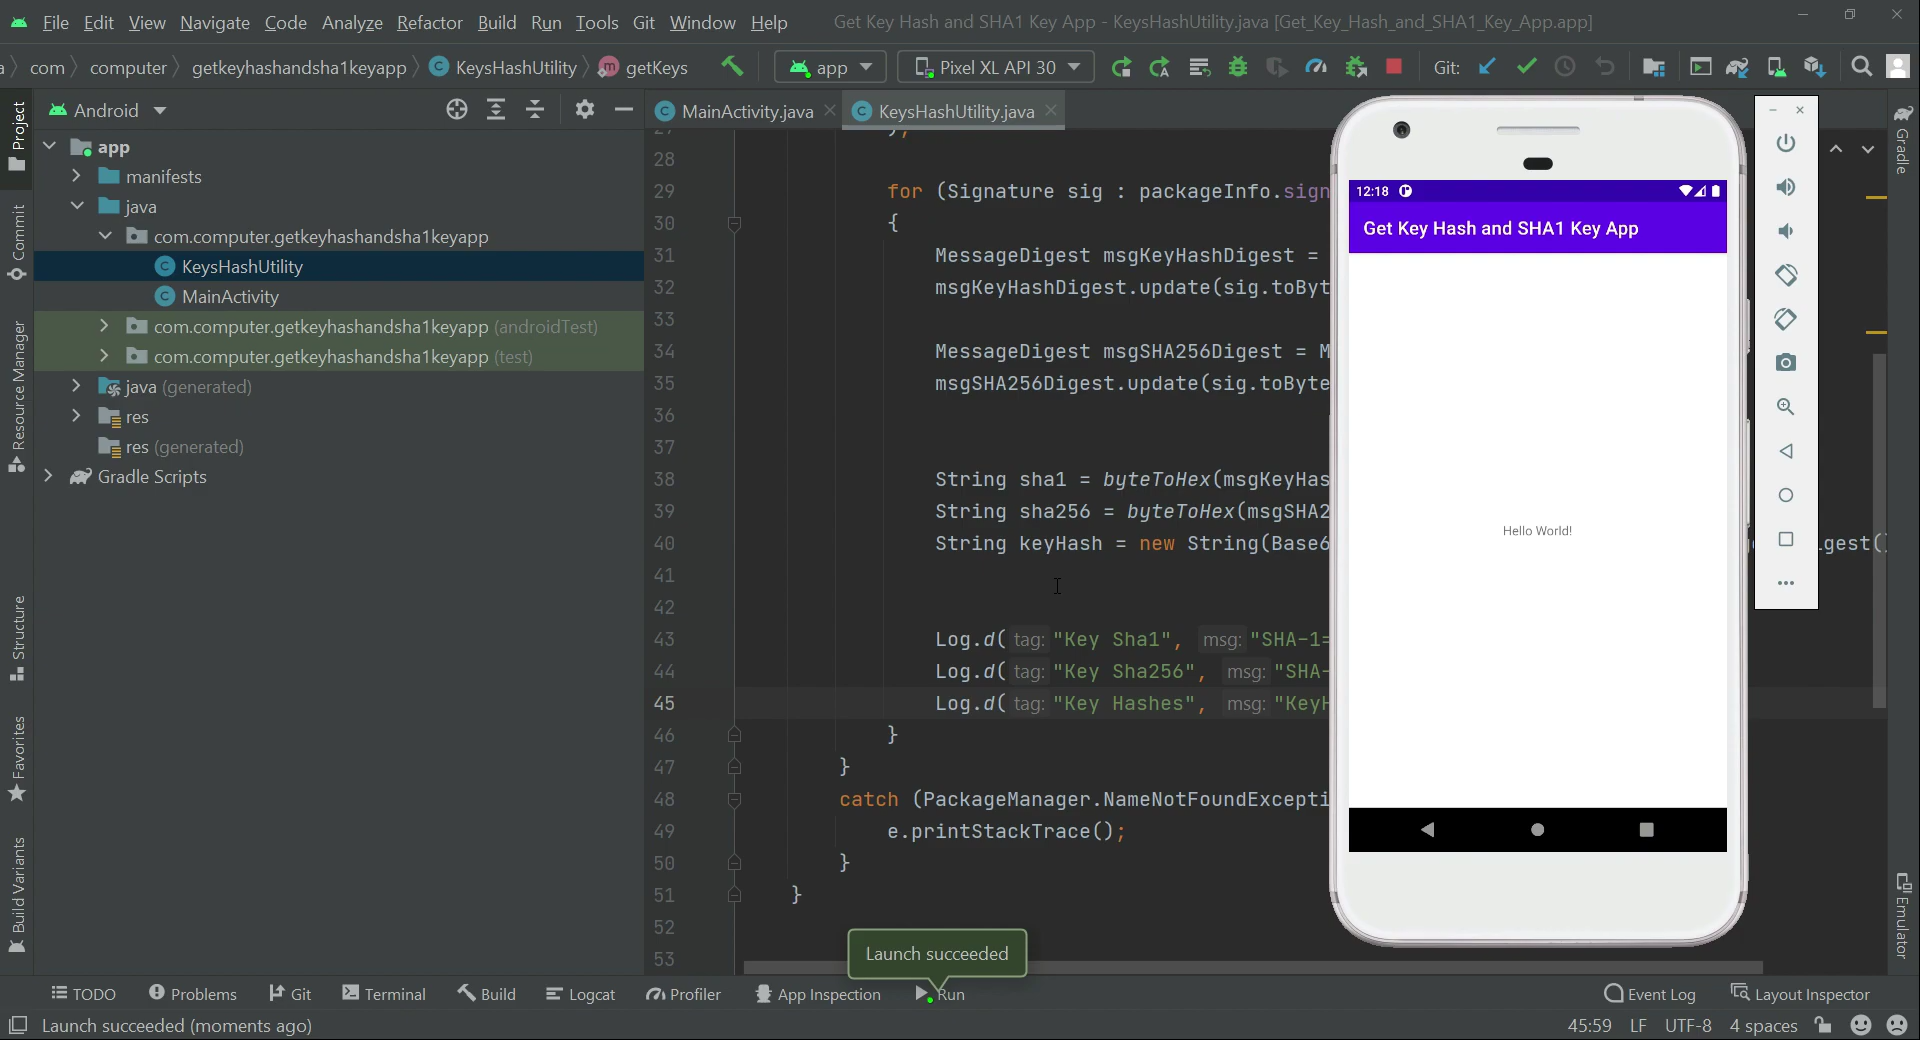 File Edit View Navigate Code Analyze Refactor Build Run Tools Git Window Help Get Key Hash and SHA1 Key App - KeysHashUtility.java [Get_Key_Hash_and_SHA1_Key_App.app]
a com computer getkeyhashandsha1keyapp KeysHashUtility getKeys app Pixel XL API 30 Git:
Project
Commit
Resource Manager
Structure
Favorites
Build Variants
Android
app
manifests
java
com.computer.getkeyhashandsha1keyapp
KeysHashUtility
MainActivity
com.computer.getkeyhashandsha1keyapp (androidTest)
com.computer.getkeyhashandsha1keyapp (test)
java (generated)
res
res (generated)
Gradle Scripts
MainActivity.java KeysHashUtility.java
28
29 for (Signature sig : packageInfo.sign
30 {
31 MessageDigest msgKeyHashDigest =
32 msgKeyHashDigest.update(sig.toByt
33
34 MessageDigest msgSHA256Digest = M
35 msgSHA256Digest.update(sig.toByte
36
37
38 String sha1 = byteToHex(msgKeyHas
39 String sha256 = byteToHex(msgSHA2
40 String keyHash = new String(Base6 gest(
41
42
43 Log.d( tag: "Key Sha1", msg: "SHA-1=
44 Log.d( tag: "Key Sha256", msg: "SHA-
45 Log.d( tag: "Key Hashes", msg: "KeyH
46 }
47 }
48 catch (PackageManager.NameNotFoundExcepti
49 e.printStackTrace();
50 }
51 }
52
53
12:18
Get Key Hash and SHA1 Key App
Hello World!
Gradle
Emulator
Launch succeeded
TODO Problems Git Terminal Build Logcat Profiler App Inspection Run Event Log Layout Inspector
Launch succeeded (moments ago) 45:59 LF UTF-8 4 spaces